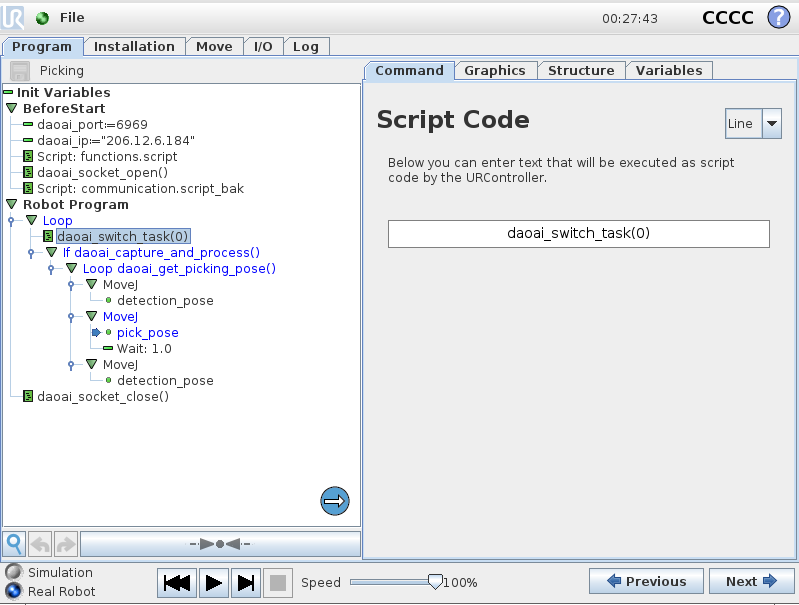 UR File 00:27:43 CCCC ?
Program Installation Move I/O Log
Picking
Command Graphics Structure Variables
Init Variables
BeforeStart
daoai_port:=6969
daoai_ip:="206.12.6.184"
Script: functions.script
daoai_socket_open()
Script: communication.script_bak
Robot Program
Loop
daoai_switch_task(0)
If daoai_capture_and_process()
Loop daoai_get_picking_pose()
MoveJ
detection_pose
MoveJ
pick_pose
Wait: 1.0
MoveJ
detection_pose
daoai_socket_close()
Script Code
Line
Below you can enter text that will be executed as script
code by the URController.
daoai_switch_task(0)
Simulation
Real Robot
Speed 100%
Previous Next